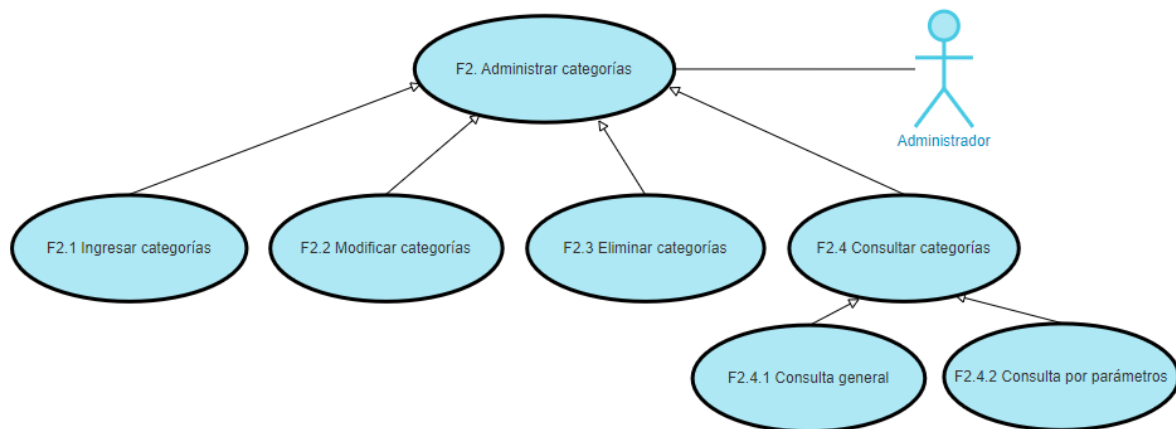 F2. Administrar categorías
Administrador
F2.1 Ingresar categorías
F2.2 Modificar categorías
F2.3 Eliminar categorías
F2.4 Consultar categorías
F2.4.1 Consulta general
F2.4.2 Consulta por parámetros